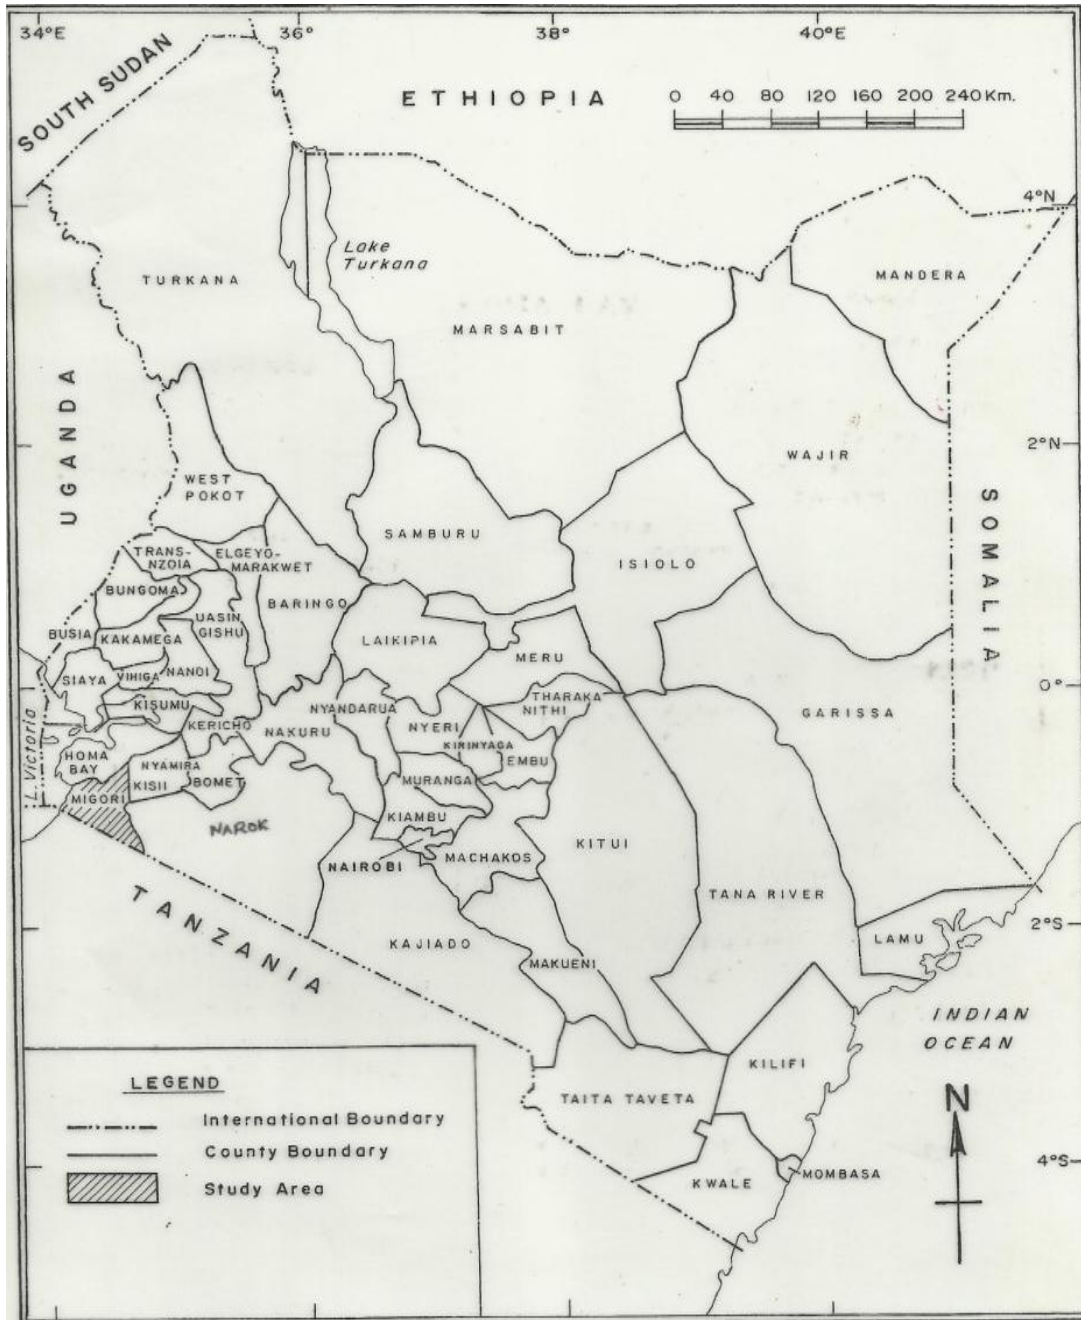 34°E
36°
38°
40°E
SOUTH SUDAN
ETHIOPIA
0 40 80 120 160 200 240 Km.
4°N
Lake
Turkana
TURKANA
MANDERA
MARSABIT
UGANDA
2°N
WAJIR
WEST
POKOT
SOMALIA
SAMBURU
TRANS-
NZOIA
ELGEYO-
MARAKWET
ISIOLO
BUNGOMA
BARINGO
UASIN
GISHU
BUSIA
KAKAMEGA
LAIKIPIA
MERU
SIAYA
VIHIGA
NANDI
0°
THARAKA
NITHI
KISUMU
NYANDARUA
GARISSA
KERICHO
NAKURU
NYERI
L. Victoria
HOMA
BAY
NYAMIRA
KIRINYAGA
EMBU
KISII
BOMET
MURANGA
MIGORI
KIAMBU
NAROK
KITUI
NAIROBI
MACHAKOS
TANA RIVER
TANZANIA
2°S
LAMU
KAJIADO
MAKUENI
INDIAN
OCEAN
KILIFI
TAITA TAVETA
N
4°S
MOMBASA
KWALE
LEGEND
International Boundary
County Boundary
Study Area